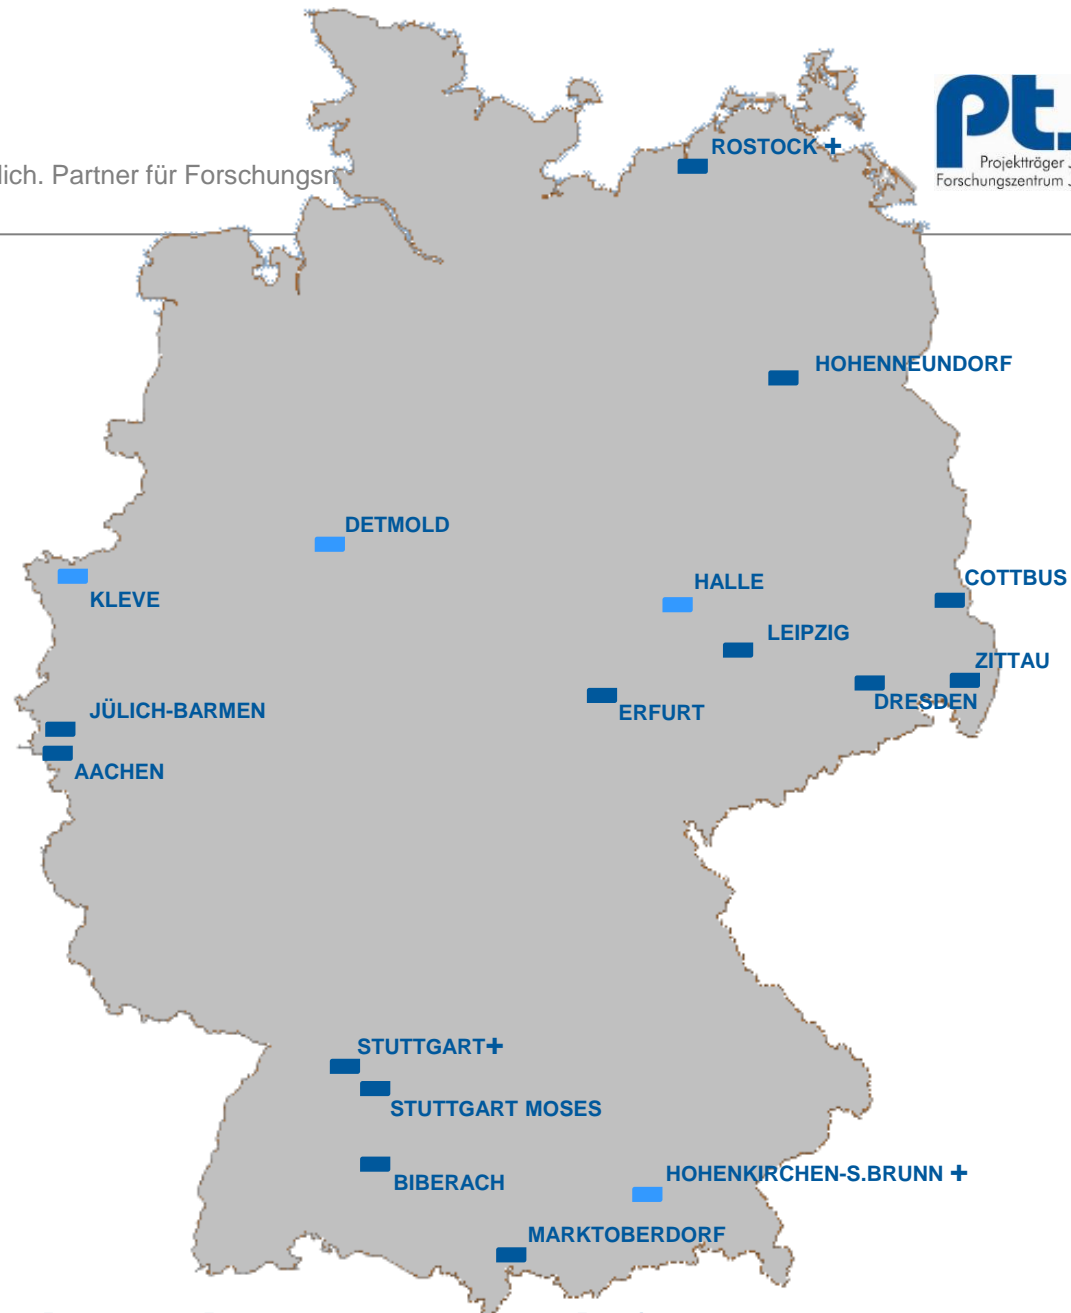 pt.
Projektträger
Forschungszentrum
ROSTOCK +
lich. Partner für Forschungsm
HOHENNEUNDORF
DETMOLD
KLEVE
HALLE
COTTBUS
LEIPZIG
ZITTAU
DRESDEN
ERFURT
JÜLICH-BARMEN
AACHEN
STUTTGART+
STUTTGART MOSES
BIBERACH
HOHENKIRCHEN-S.BRUNN +
MARKTOBERDORF